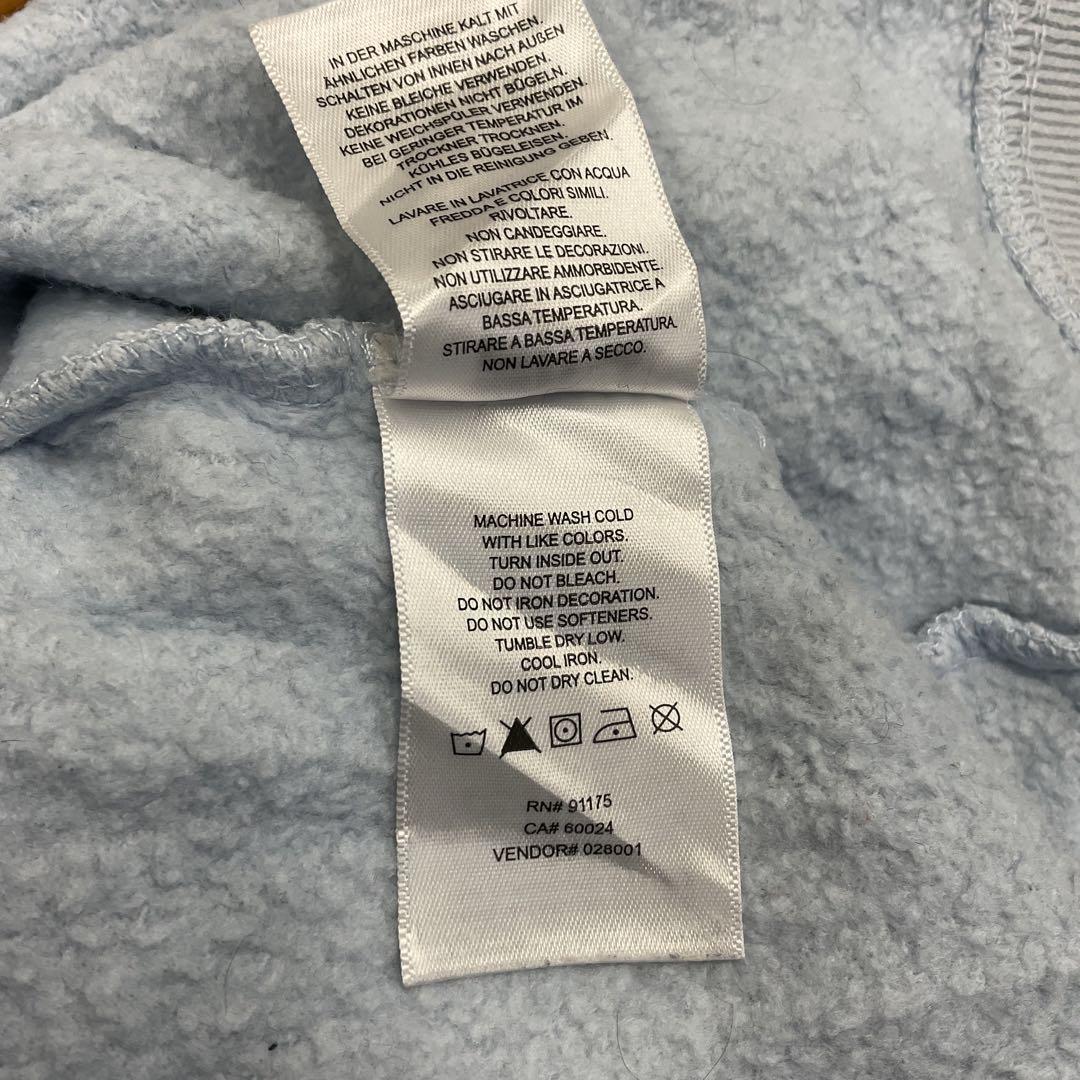 IN DER MASCHINE KALT MIT
ÄHNLICHEN FARBEN WASCHEN.
SCHALTEN VON INNEN NACH AUßEN
KEINE BLEICHE VERWENDEN.
DEKORATIONEN NICHT BÜGELN.
KEINE WEICHSPÜLER VERWENDEN.
BEI GERINGER TEMPERATUR IM
TROCKNER TROCKNEN.
KÜHLES BÜGELEISEN.
NICHT IN DIE REINIGUNG GEBEN.
LAVARE IN LAVATRICE CON ACQUA
FREDDA E COLORI SIMILI.
RIVOLTARE.
NON CANDEGGIARE.
NON STIRARE LE DECORAZIONI.
NON UTILIZZARE AMMORBIDENTE.
ASCIUGARE IN ASCIUGATRICE A
BASSA TEMPERATURA.
STIRARE A BASSA TEMPERATURA.
NON LAVARE A SECCO.
MACHINE WASH COLD
WITH LIKE COLORS.
TURN INSIDE OUT.
DO NOT BLEACH.
DO NOT IRON DECORATION.
DO NOT USE SOFTENERS.
TUMBLE DRY LOW.
COOL IRON.
DO NOT DRY CLEAN.
RN# 91175
CA# 60024
VENDOR# 028001